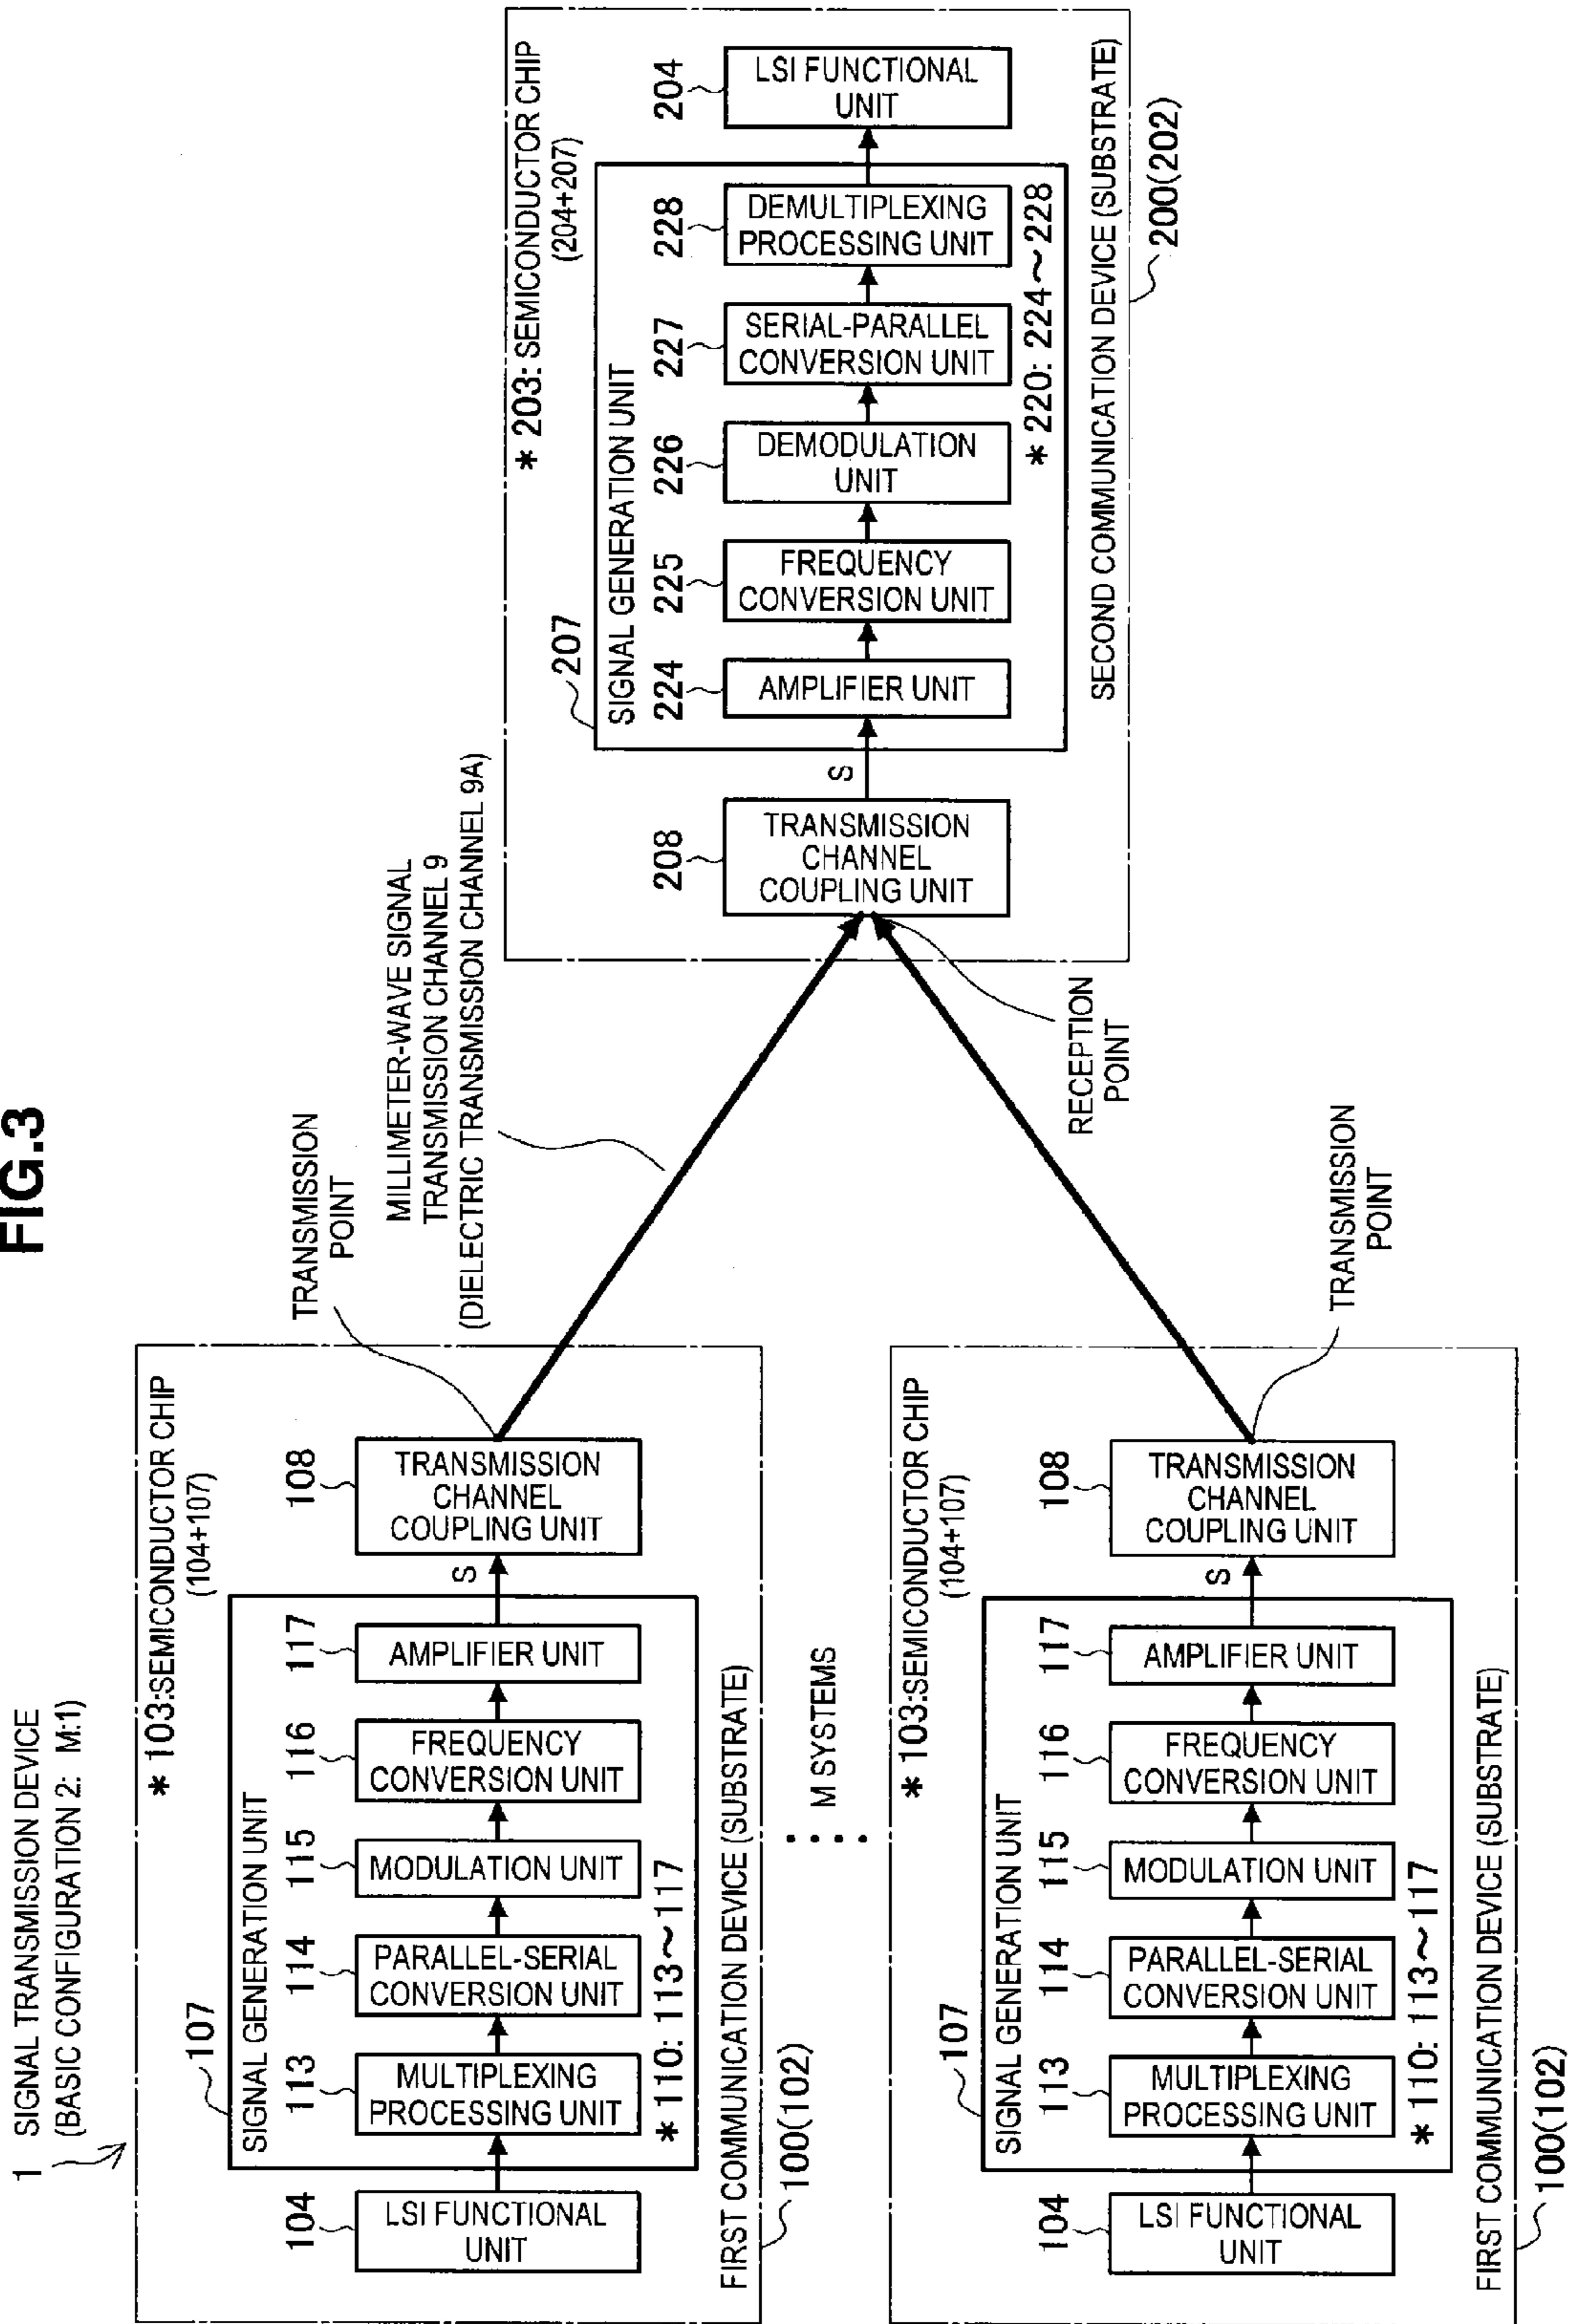 FIG.3
1
SIGNAL TRANSMISSION DEVICE
(BASIC CONFIGURATION 2: M:1)
* 103:SEMICONDUCTOR CHIP
(104+107)
107
SIGNAL GENERATION UNIT
104
LSI FUNCTIONAL
UNIT
113
MULTIPLEXING
PROCESSING UNIT
114
PARALLEL-SERIAL
CONVERSION UNIT
115
MODULATION UNIT
116
FREQUENCY
CONVERSION UNIT
117
AMPLIFIER UNIT
S
108
TRANSMISSION
CHANNEL
COUPLING UNIT
* 110: 113~117
FIRST COMMUNICATION DEVICE (SUBSTRATE)
100(102)
TRANSMISSION
POINT
MILLIMETER-WAVE SIGNAL
TRANSMISSION CHANNEL 9
(DIELECTRIC TRANSMISSION CHANNEL 9A)
M SYSTEMS
* 103:SEMICONDUCTOR CHIP
(104+107)
107
SIGNAL GENERATION UNIT
104
LSI FUNCTIONAL
UNIT
113
MULTIPLEXING
PROCESSING UNIT
114
PARALLEL-SERIAL
CONVERSION UNIT
115
MODULATION UNIT
116
FREQUENCY
CONVERSION UNIT
117
AMPLIFIER UNIT
S
108
TRANSMISSION
CHANNEL
COUPLING UNIT
* 110: 113~117
FIRST COMMUNICATION DEVICE (SUBSTRATE)
100(102)
TRANSMISSION
POINT
RECEPTION
POINT
* 203: SEMICONDUCTOR CHIP
(204+207)
207
SIGNAL GENERATION UNIT
208
TRANSMISSION
CHANNEL
COUPLING UNIT
S
224
AMPLIFIER UNIT
225
FREQUENCY
CONVERSION UNIT
226
DEMODULATION
UNIT
227
SERIAL-PARALLEL
CONVERSION UNIT
228
DEMULTIPLEXING
PROCESSING UNIT
204
LSI FUNCTIONAL
UNIT
* 220: 224~228
SECOND COMMUNICATION DEVICE (SUBSTRATE)
200(202)